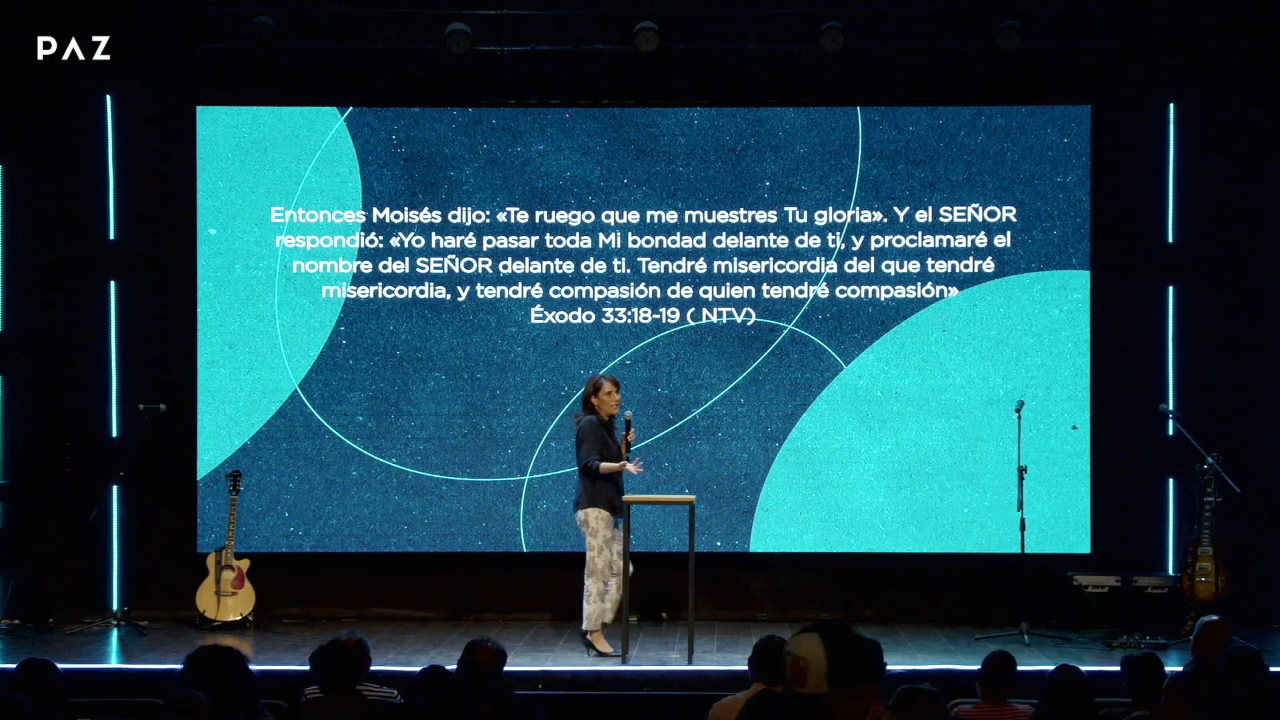 PAZ
Entonces Moisés dijo: «Te ruego que me muestres Tu gloria». Y el SEÑOR
respondió: «Yo haré pasar toda Mi bondad delante de ti, y proclamaré el
nombre del SEÑOR delante de ti. Tendré misericordia del que tendré
misericordia, y tendré compasión de quien tendré compasión»
Éxodo 33:18-19 ( NTV)